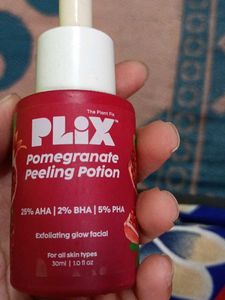 The Plant Fix
PLiX™
Pomegranate
Peeling Potion
25% AHA | 2% BHA | 5% PHA
Exfoliating glow facial
For all skin types
30ml | 1.0 fl oz